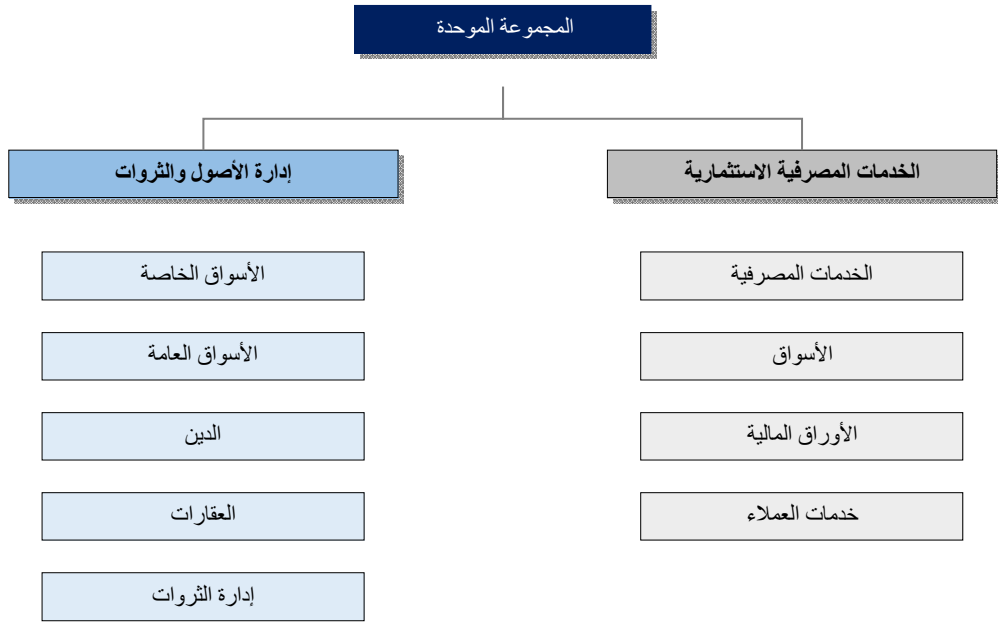 المجموعة الموحدة
الخدمات المصرفية الاستثمارية
إدارة الأصول والثروات
الخدمات المصرفية
الأسواق
الأوراق المالية
خدمات العملاء
الأسواق الخاصة
الأسواق العامة
الدين
العقارات
إدارة الثروات